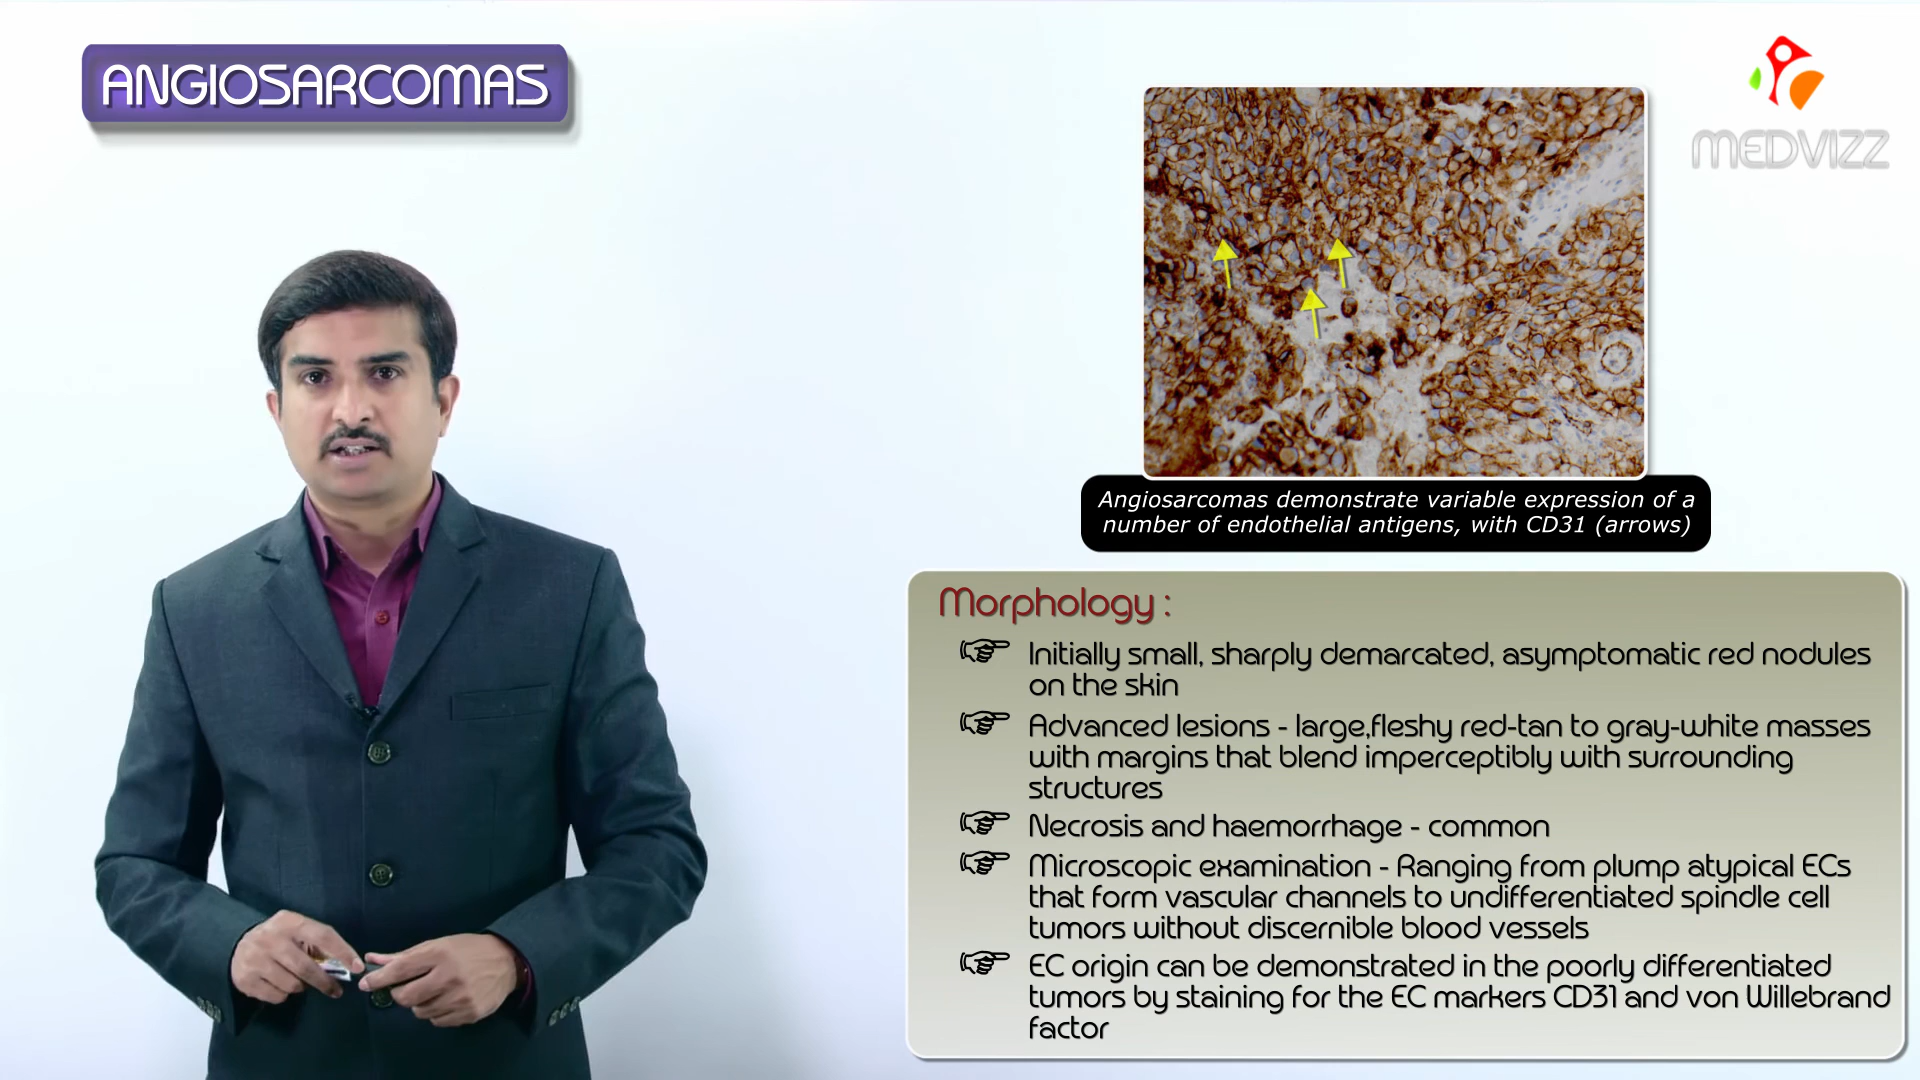 ANGIOSARCOMAS
MEDVIZZ
Angiosarcomas demonstrate variable expression of a
number of endothelial antigens, with CD31 (arrows)
Morphology :
Initially small, sharply demarcated, asymptomatic red nodules
on the skin
Advanced lesions - large,fleshy red-tan to gray-white masses
with margins that blend imperceptibly with surrounding
structures
Necrosis and haemorrhage - common
Microscopic examination - Ranging from plump atypical ECs
that form vascular channels to undifferentiated spindle cell
tumors without discernible blood vessels
EC origin can be demonstrated in the poorly differentiated
tumors by staining for the EC markers CD31 and von Willebrand
factor